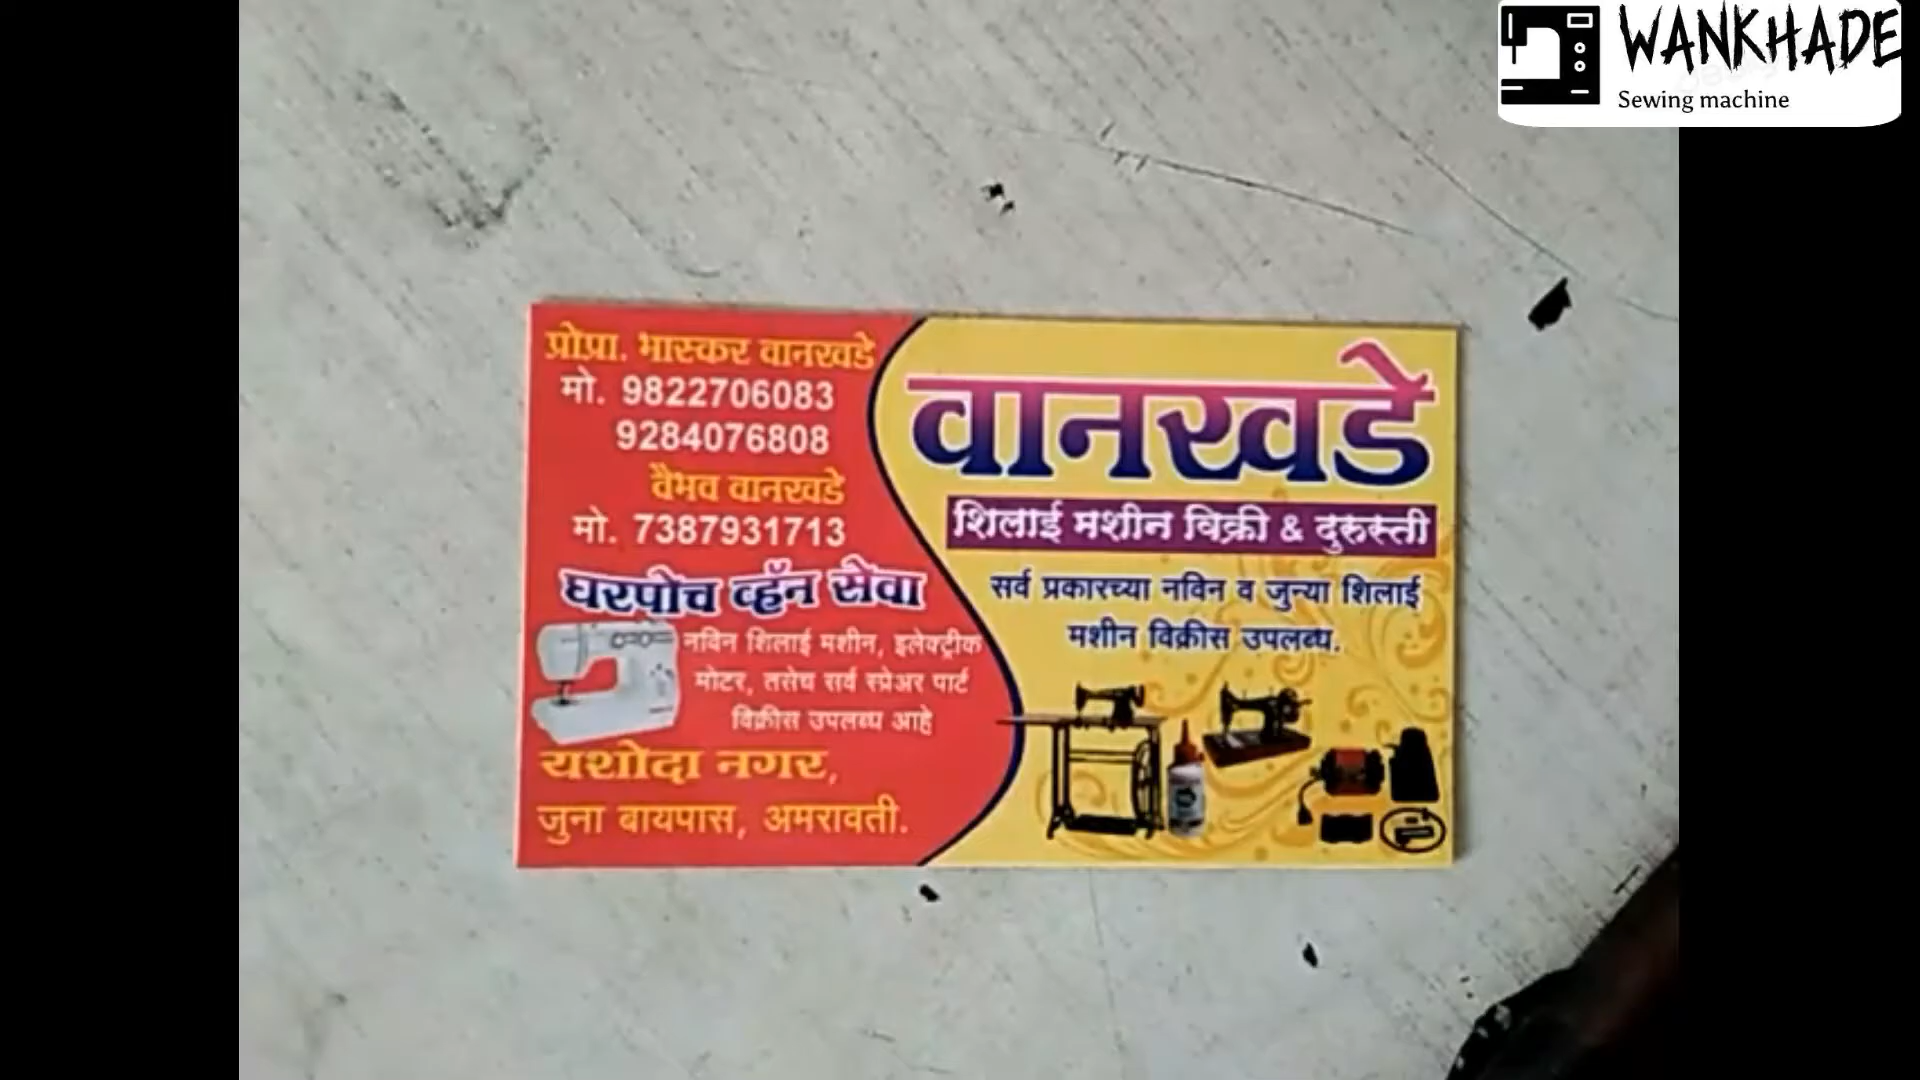 WANKHADE
Sewing machine
प्रोप्रा. भास्कर वानखडे
मो. 9822706083
9284076808
वैभव वानखडे
मो. 7387931713
घरपोच व्हॅन सेवा
नविन शिलाई मशीन, इलेक्ट्रीक
मोटर, तसेच सर्व स्पेअर पार्ट
विक्रीस उपलब्ध आहे
यशोदा नगर,
जुना बायपास, अमरावती.
वानखडे
शिलाई मशीन विक्री & दुरुस्ती
सर्व प्रकारच्या नविन व जुन्या शिलाई
मशीन विक्रीस उपलब्ध.